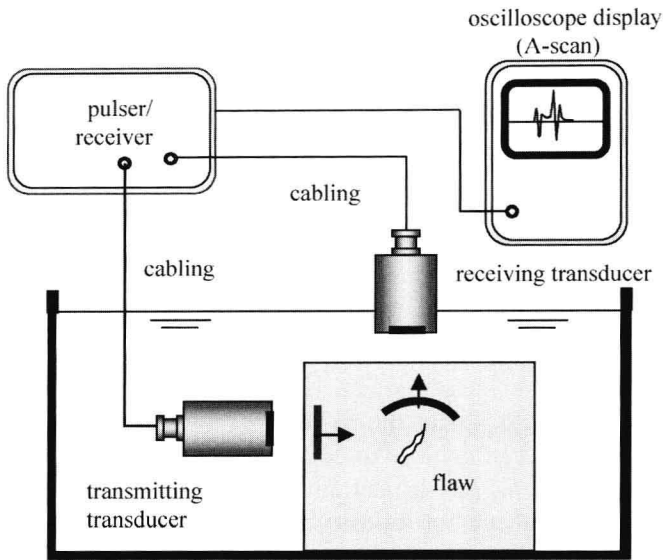 oscilloscope display
(A-scan)
pulser/
receiver
cabling
cabling
receiving transducer
transmitting
transducer
flaw